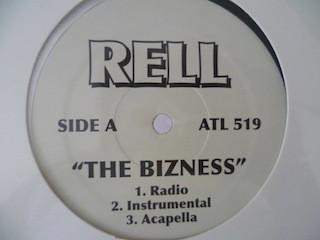 RELL
SIDE A ATL 519
"THE BIZNESS"
1. Radio
2. Instrumental
3. Acapella